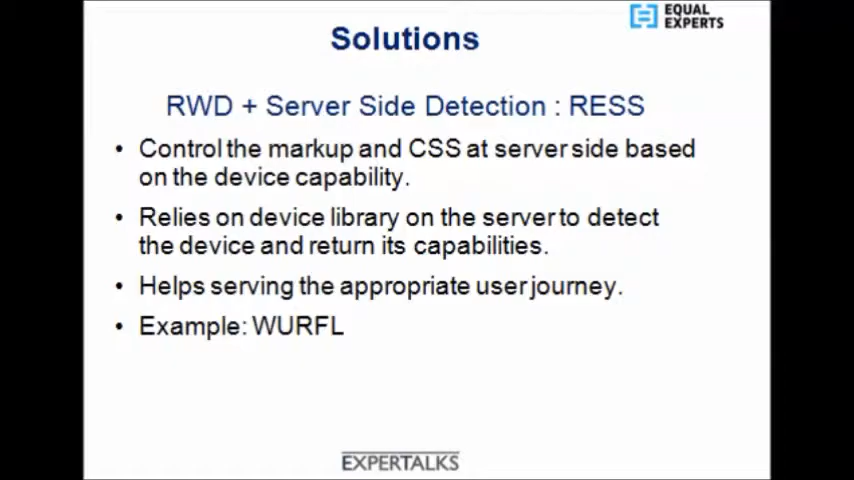 EQUAL
EXPERTS
Solutions
RWD + Server Side Detection : RESS
• Control the markup and CSS at server side based
on the device capability.
• Relies on device library on the server to detect
the device and return its capabilities.
• Helps serving the appropriate user journey.
• Example: WURFL
EXPERTALKS